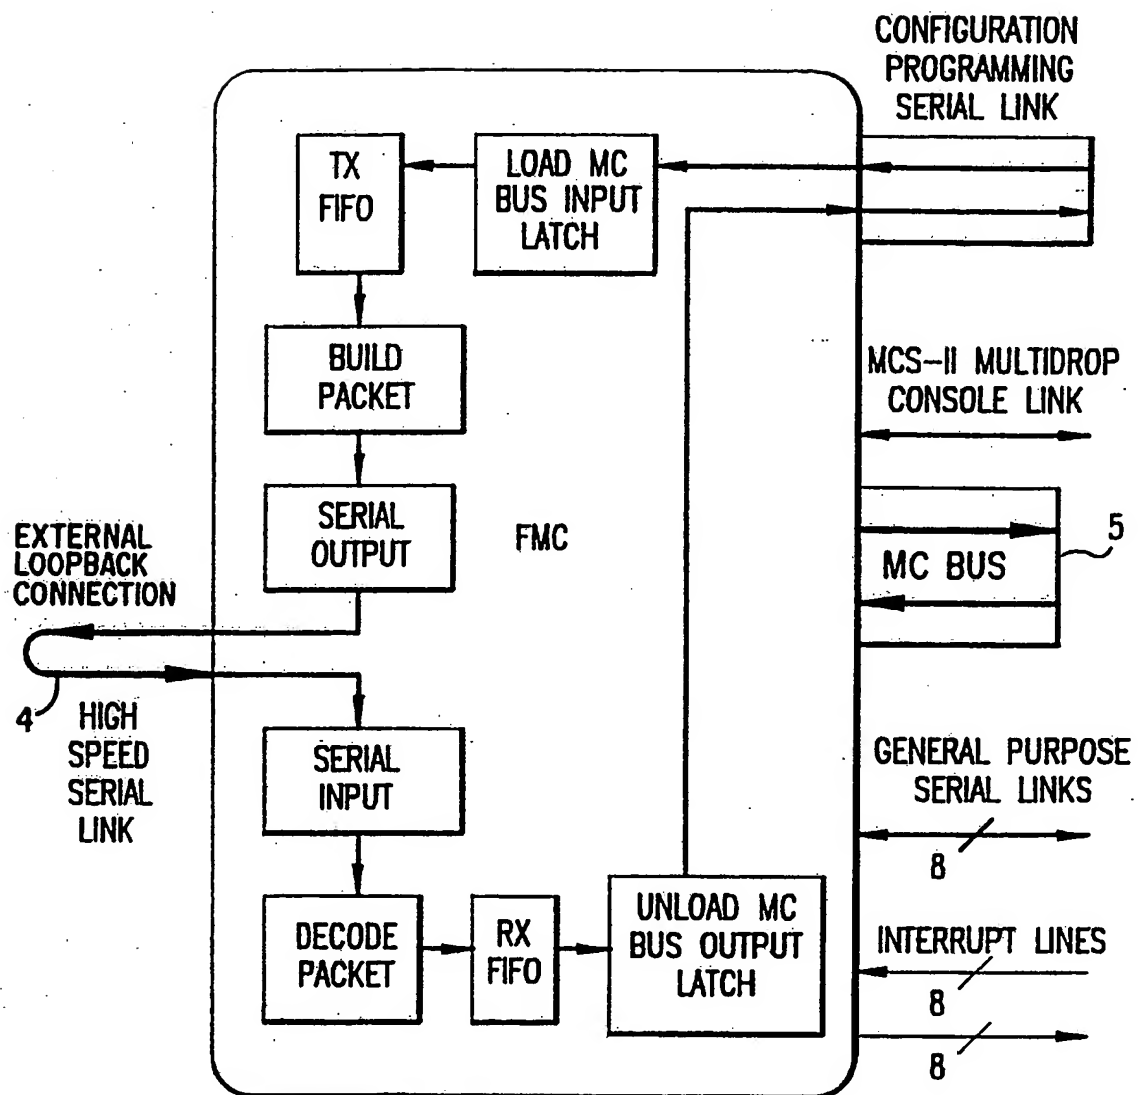 CONFIGURATION
PROGRAMMING
SERIAL LINK
TX
FIFO
LOAD MC
BUS INPUT
LATCH
BUILD
PACKET
MCS-II MULTIDROP
CONSOLE LINK
SERIAL
OUTPUT
FMC
EXTERNAL
LOOPBACK
CONNECTION
MC BUS
5
4
HIGH
SPEED
SERIAL
LINK
SERIAL
INPUT
GENERAL PURPOSE
SERIAL LINKS
8
DECODE
PACKET
RX
FIFO
UNLOAD MC
BUS OUTPUT
LATCH
INTERRUPT LINES
8
8